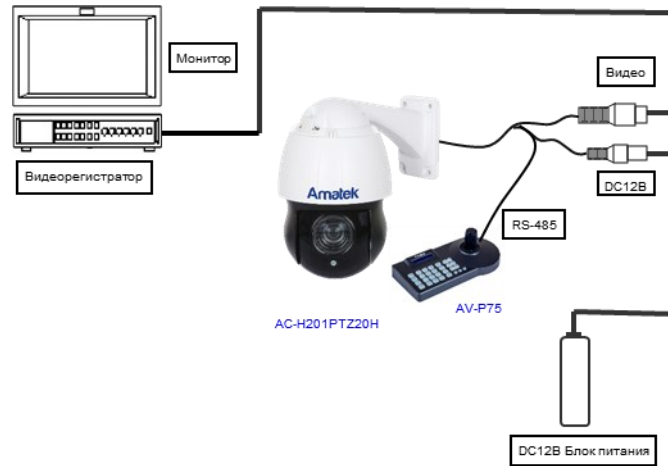 Монитор
Видео
Видеорегистратор
DC12В
Amatek
RS-485
AV-P75
AC-H201PTZ20H
DC12В Блок питания